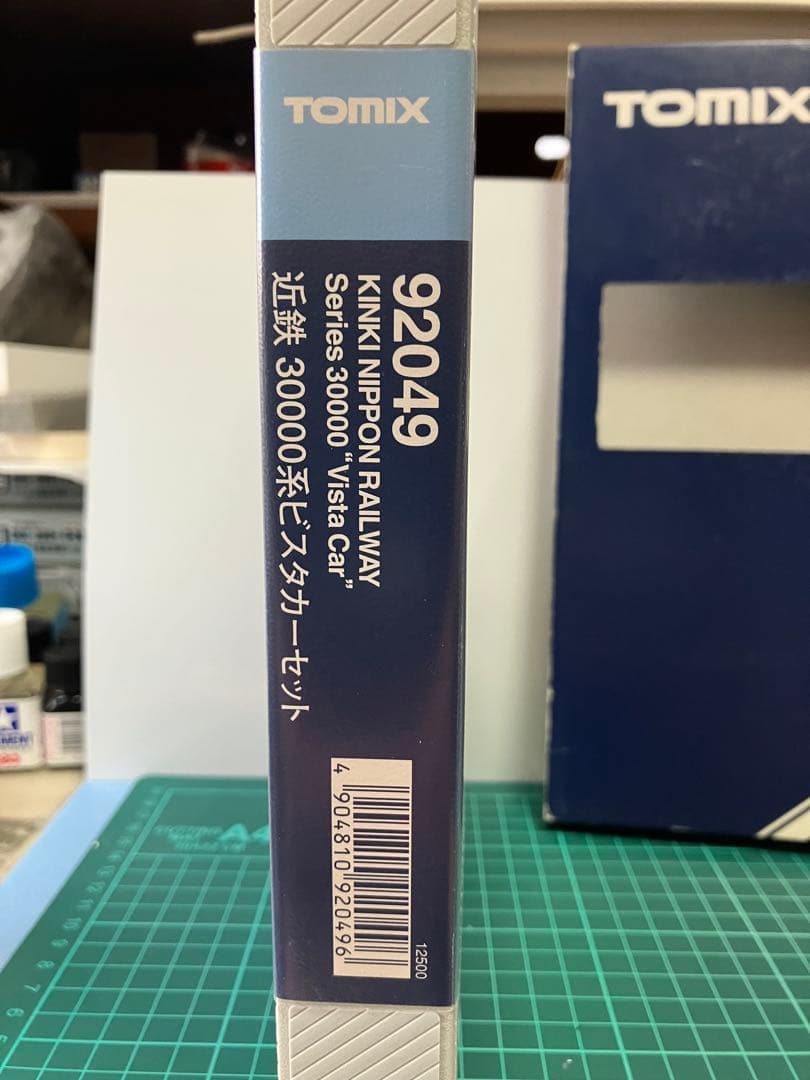 TOMIX
92049
KINKI NIPPON RAILWAY
Series 30000 “Vista Car”
近鉄 30000系ビスタカーセット
4 904810 920496
12500
TOMIX
A4